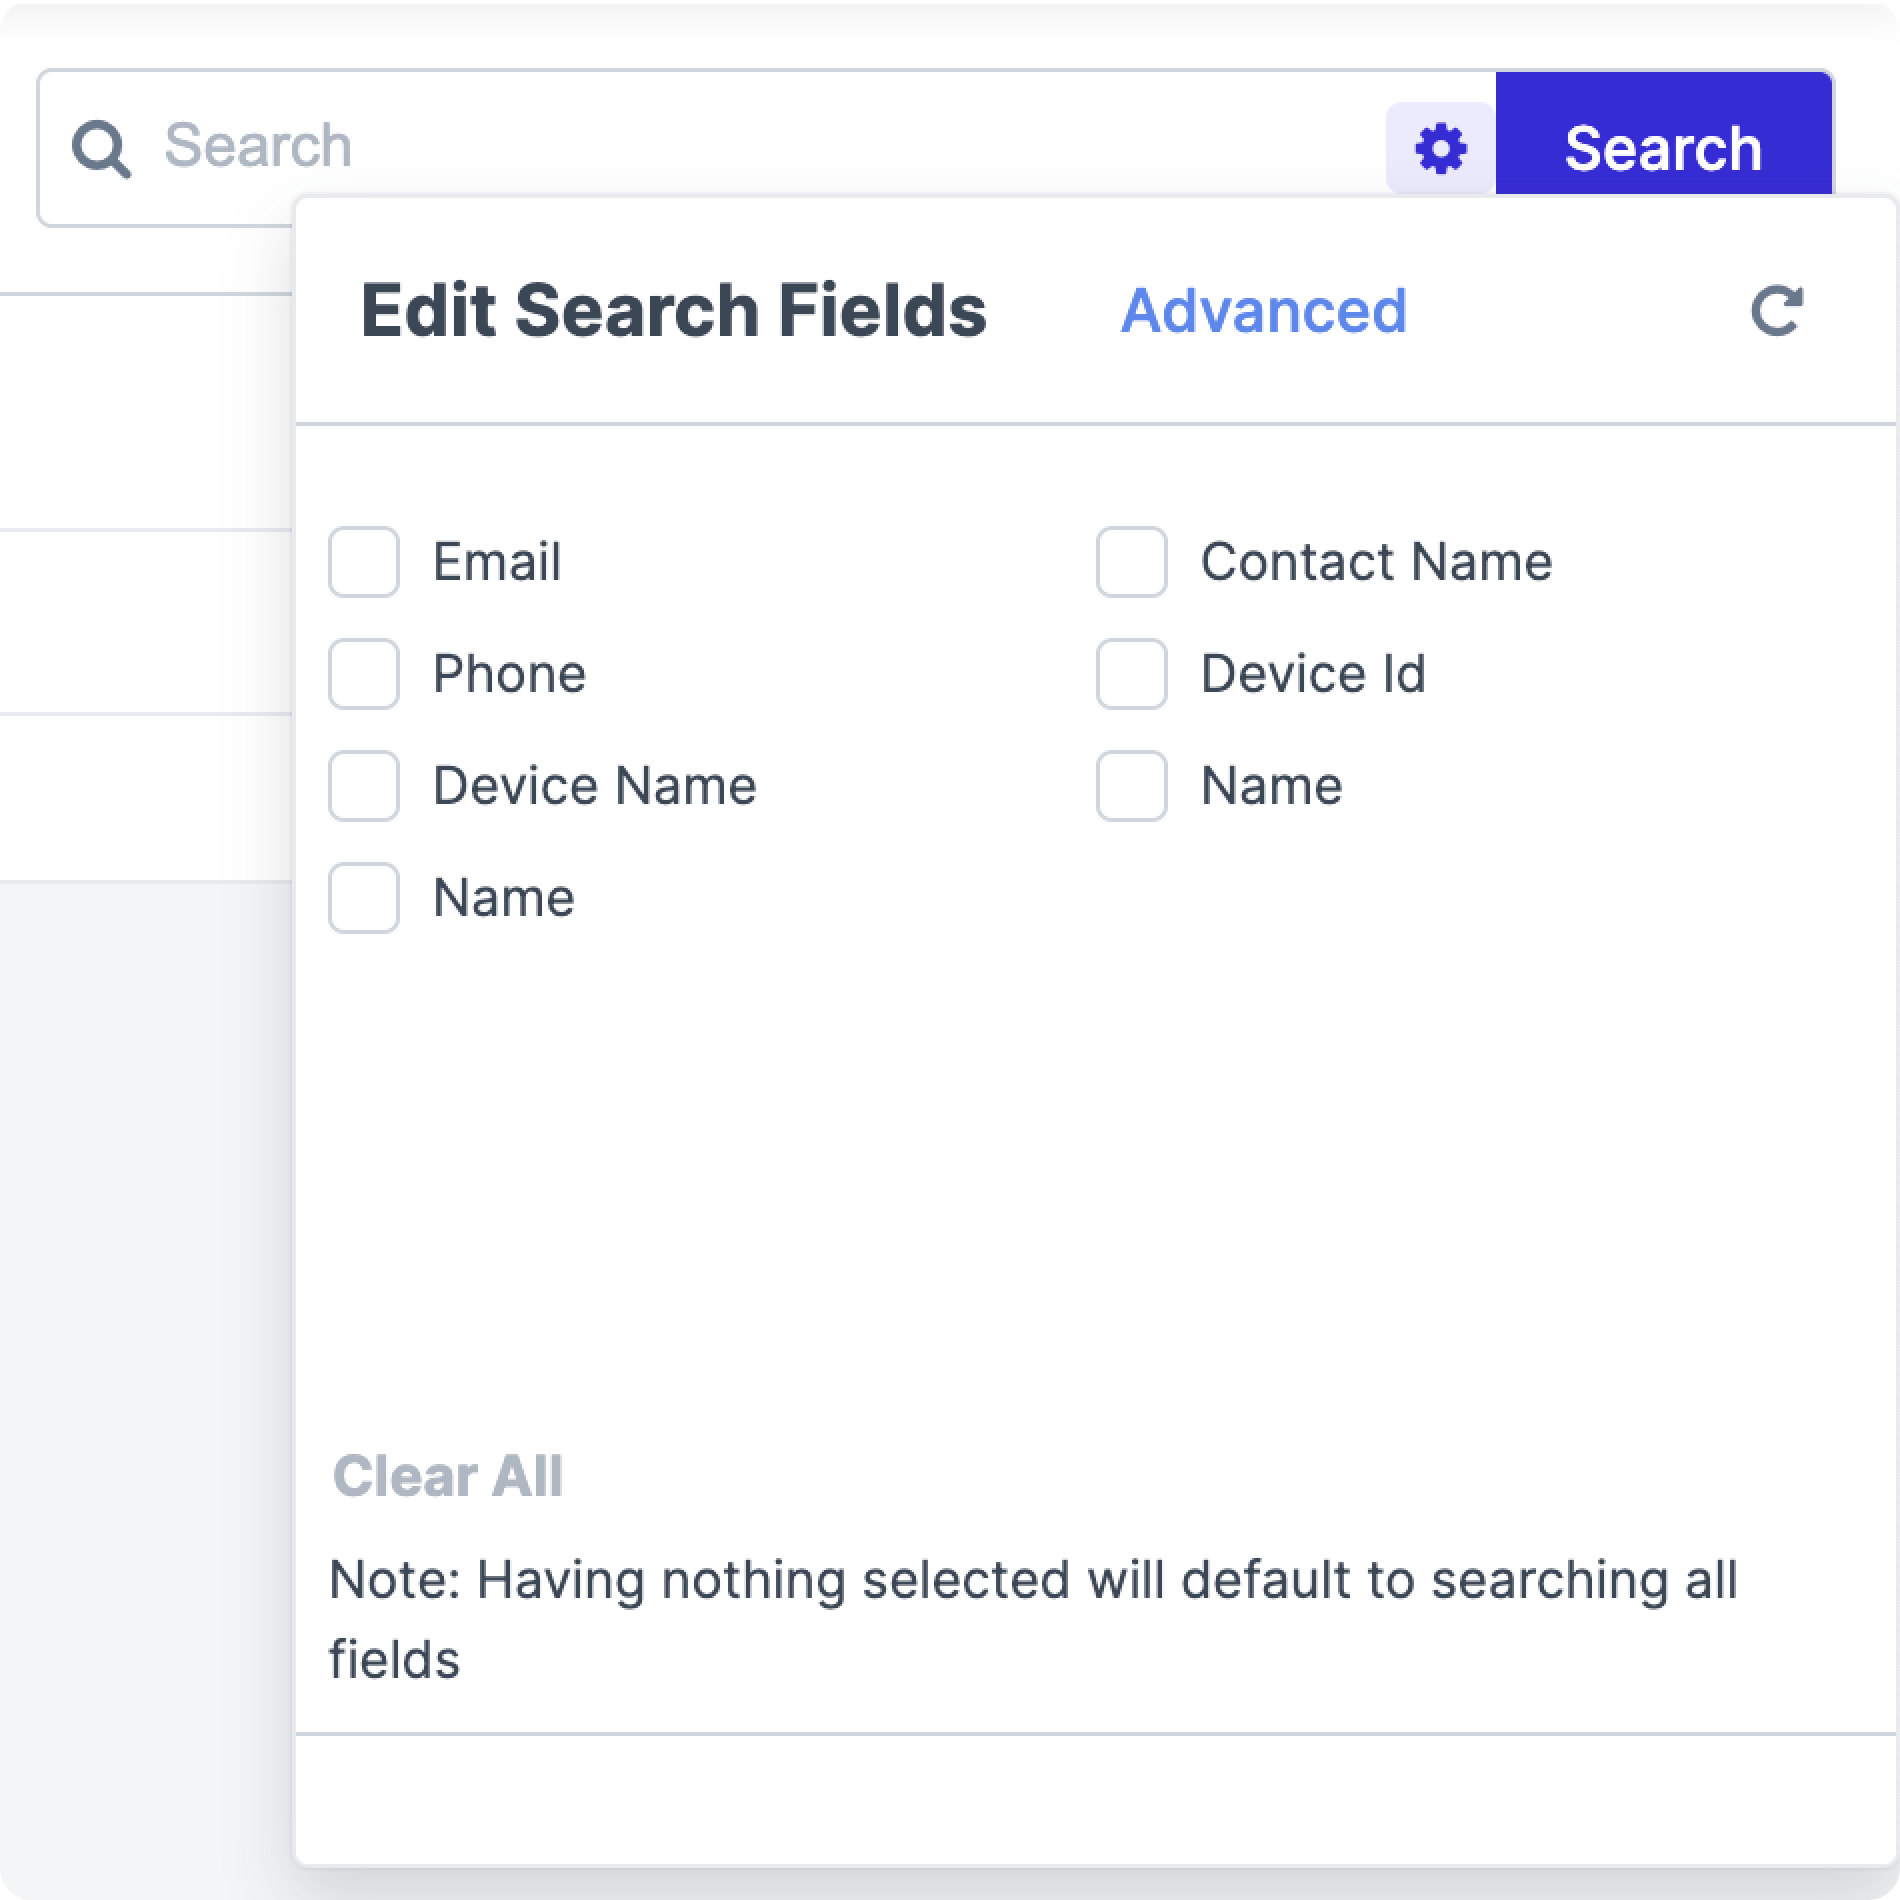 Search
Search
Edit Search Fields
Advanced
Email
Contact Name
Phone
Device Id
Device Name
Name
Name
Clear All
Note: Having nothing selected will default to searching all
fields